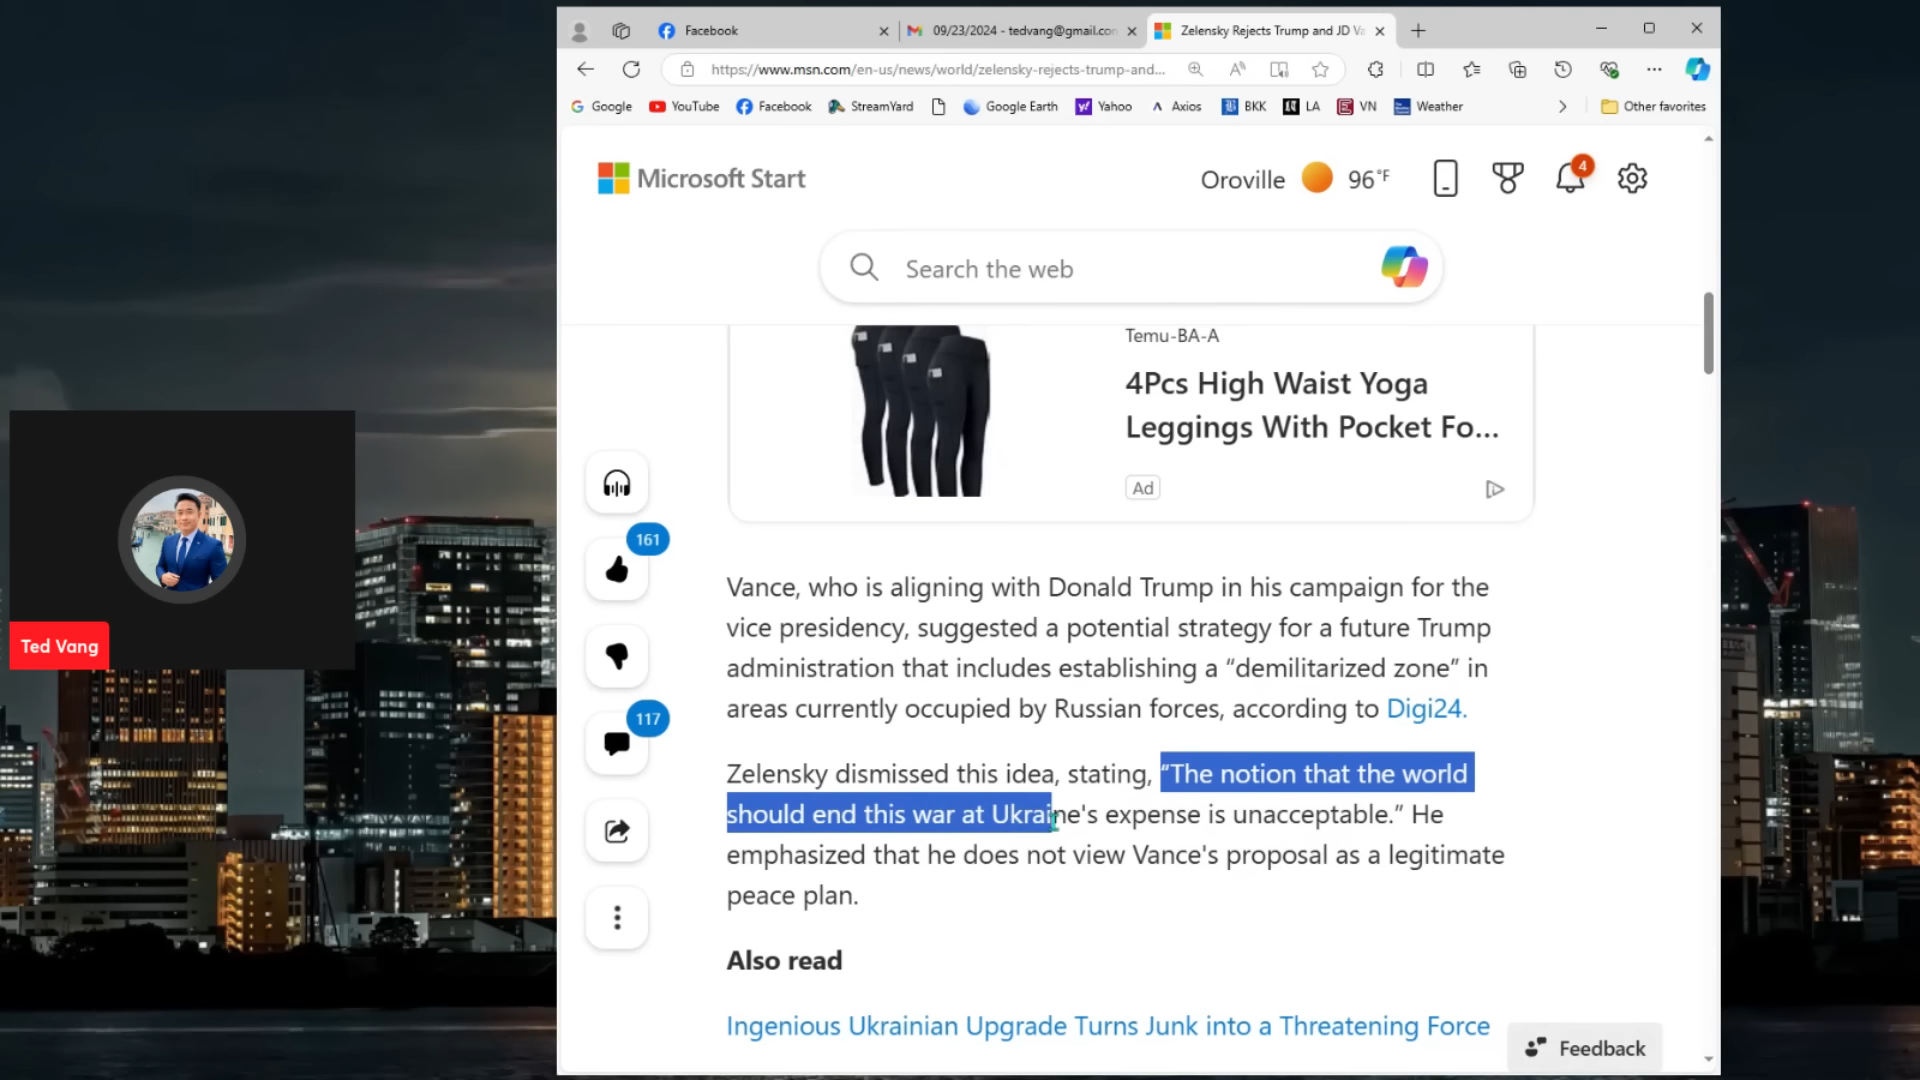 Facebook
09/23/2024 - tedvang@gmail.con
Zelensky Rejects Trump and JD Va
https://www.msn.com/en-us/news/world/zelensky-rejects-trump-and...
Google
YouTube
Facebook
StreamYard
Google Earth
Yahoo
Axios
BKK
LA
VN
Weather
Other favorites
Microsoft Start
Oroville
96°F
4
Search the web
Temu-BA-A
4Pcs High Waist Yoga
Leggings With Pocket Fo...
Ad
161
117
Vance, who is aligning with Donald Trump in his campaign for the
vice presidency, suggested a potential strategy for a future Trump
administration that includes establishing a “demilitarized zone” in
areas currently occupied by Russian forces, according to Digi24.
Zelensky dismissed this idea, stating, “The notion that the world
should end this war at Ukraine's expense is unacceptable.” He
emphasized that he does not view Vance's proposal as a legitimate
peace plan.
Also read
Ingenious Ukrainian Upgrade Turns Junk into a Threatening Force
Feedback
Ted Vang